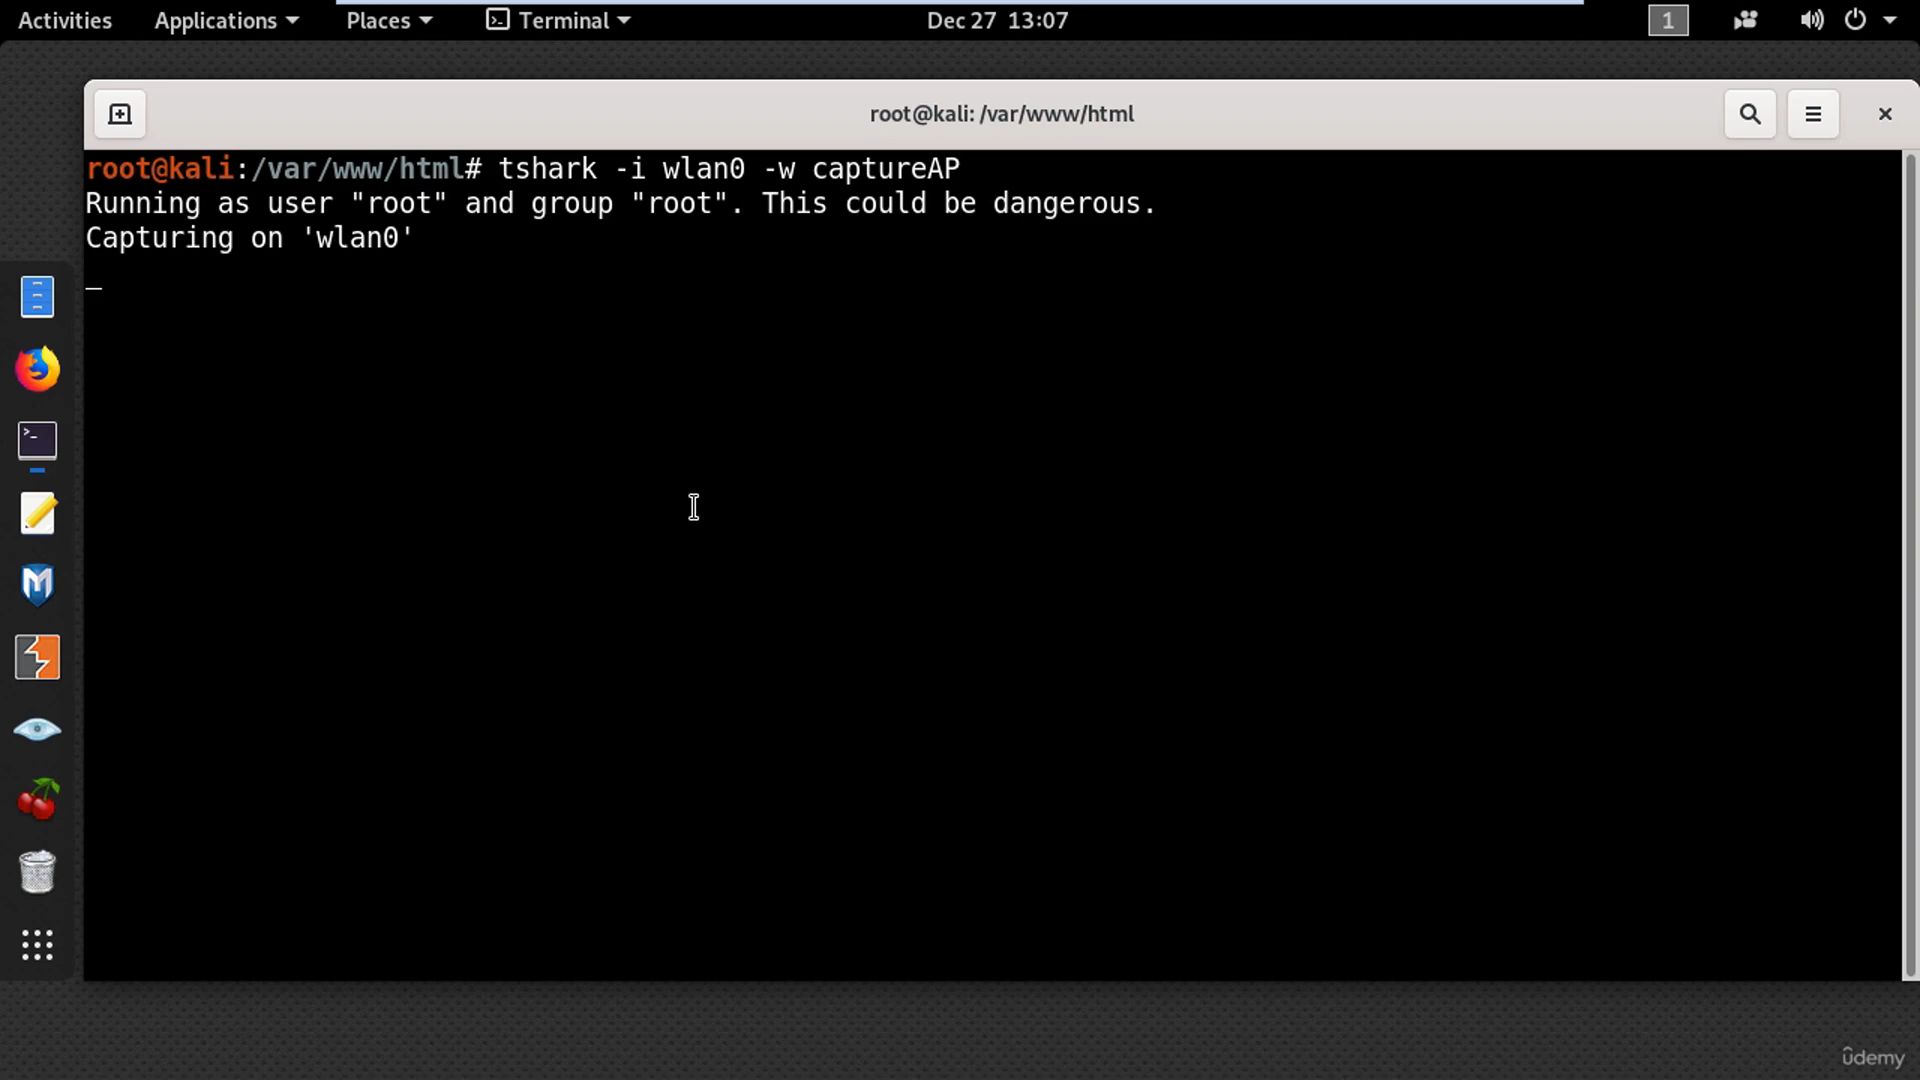 Activities Applications Places Terminal Dec 27 13:07 1
root@kali: /var/www/html
root@kali:/var/www/html# tshark -i wlan0 -w captureAP
Running as user "root" and group "root". This could be dangerous.
Capturing on 'wlan0'
ûdemy